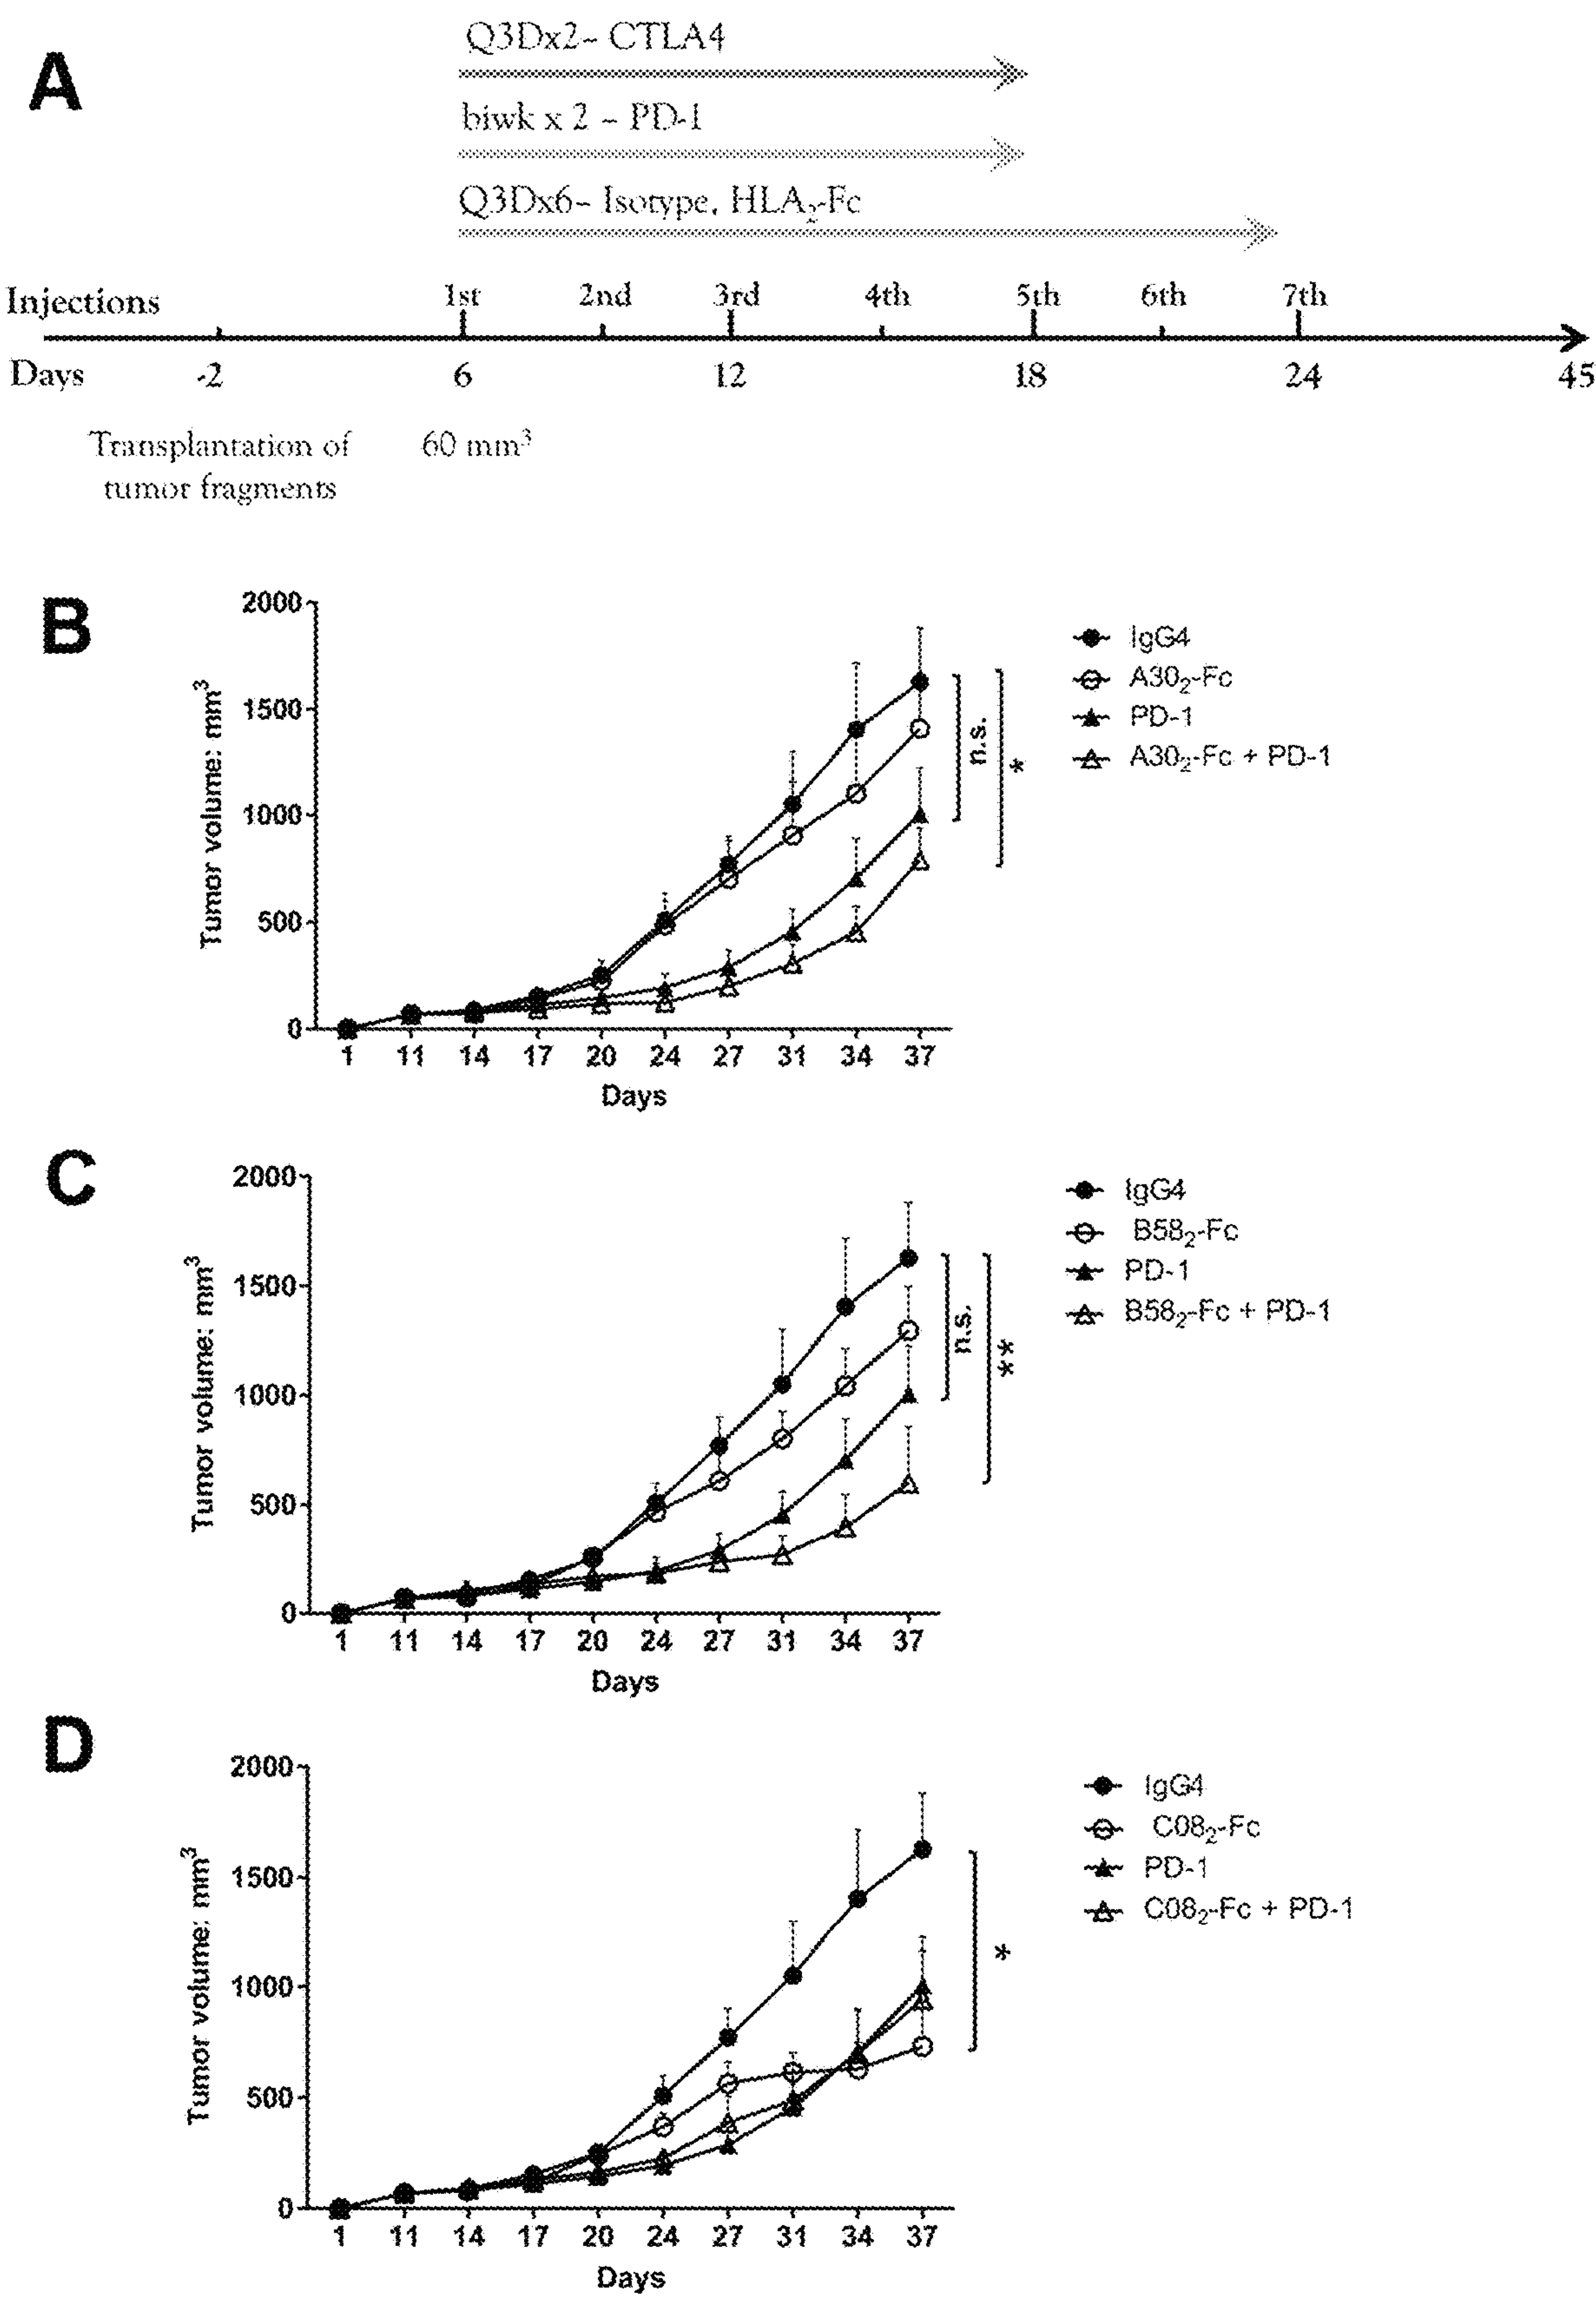 A
Q3Dx2- CTLA4
biwk x 2 - PD-1
Q3Dx6- Isotype, HLA₂-Fc
Injections 1st 2nd 3rd 4th 5th 6th 7th
Days -2 6 12 18 24 45
Transplantation of 60 mm³
tumor fragments
B
Tumor volume: mm³
2000
1500
1000
500
0
1 11 14 17 20 24 27 31 34 37
Days
n.s.
*
IgG4
A30₂-Fc
PD-1
A30₂-Fc + PD-1
C
Tumor volume: mm³
2000
1500
1000
500
0
1 11 14 17 20 24 27 31 34 37
Days
n.s.
**
IgG4
B58₂-Fc
PD-1
B58₂-Fc + PD-1
D
Tumor volume: mm³
2000
1500
1000
500
0
1 11 14 17 20 24 27 31 34 37
Days
*
IgG4
C08₂-Fc
PD-1
C08₂-Fc + PD-1